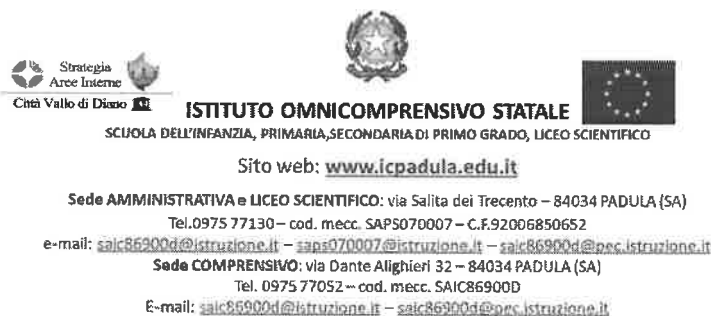 Strategia
Aree Interne
Città Vallo di Diano
ISTITUTO OMNICOMPRENSIVO STATALE
SCUOLA DELL'INFANZIA, PRIMARIA,SECONDARIA DI PRIMO GRADO, LICEO SCIENTIFICO
Sito web: www.icpadula.edu.it
Sede AMMINISTRATIVA e LICEO SCIENTIFICO: via Salita dei Trecento – 84034 PADULA (SA)
Tel.0975 77130 – cod. mecc. SAPS070007 – C.F.92006850652
e-mail: saic86900d@istruzione.it – saps070007@istruzione.it – saic86900d@pec.istruzione.it
Sede COMPRENSIVO: via Dante Alighieri 32 – 84034 PADULA (SA)
Tel. 0975 77052 – cod. mecc. SAIC86900D
E-mail: saic86900d@istruzione.it – saic86900d@pec.istruzione.it